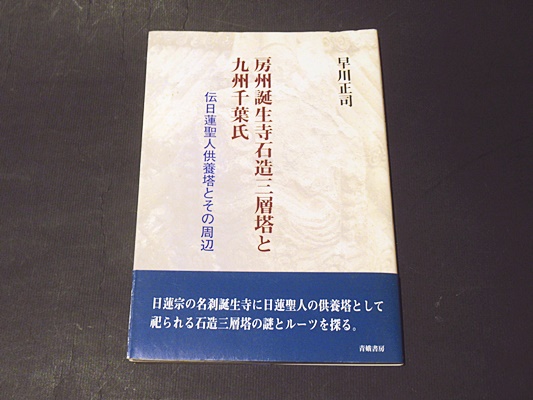 早川正司
房州誕生寺石造三層塔と
九州千葉氏
伝日蓮聖人供養塔とその周辺
日蓮宗の名刹誕生寺に日蓮聖人の供養塔として
祀られる石造三層塔の謎とルーツを探る。
青娥書房